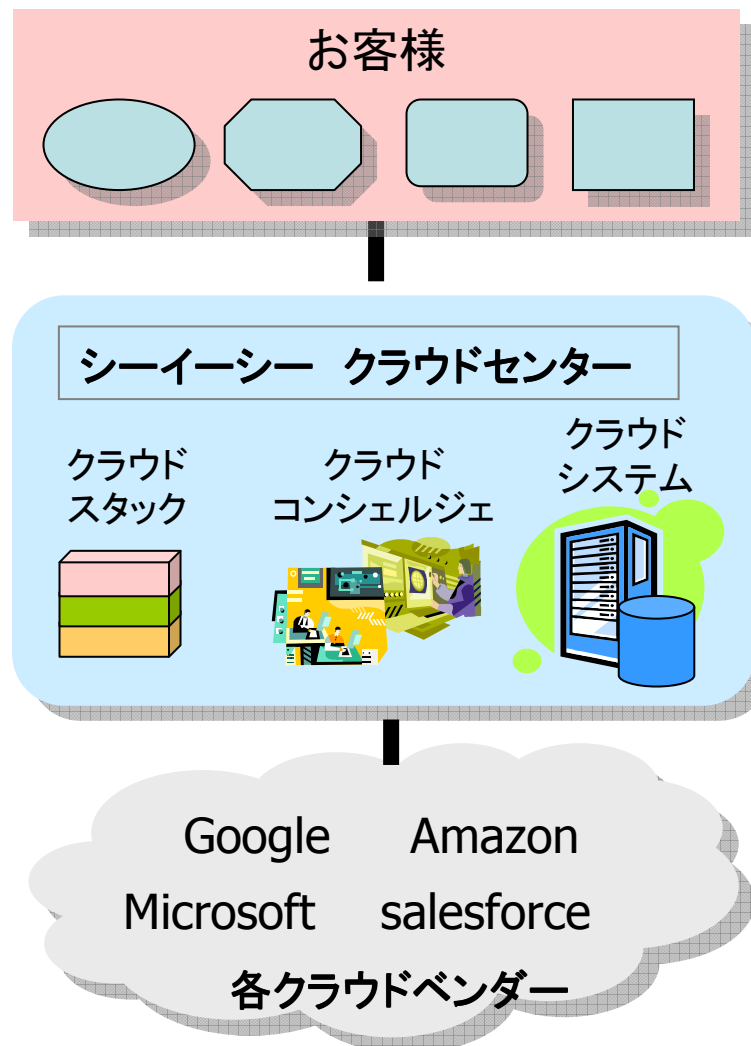 お客様
シーイーシー クラウドセンター
クラウド
スタック
クラウド
コンシェルジェ
クラウド
システム
Google Amazon
Microsoft salesforce
各クラウドベンダー